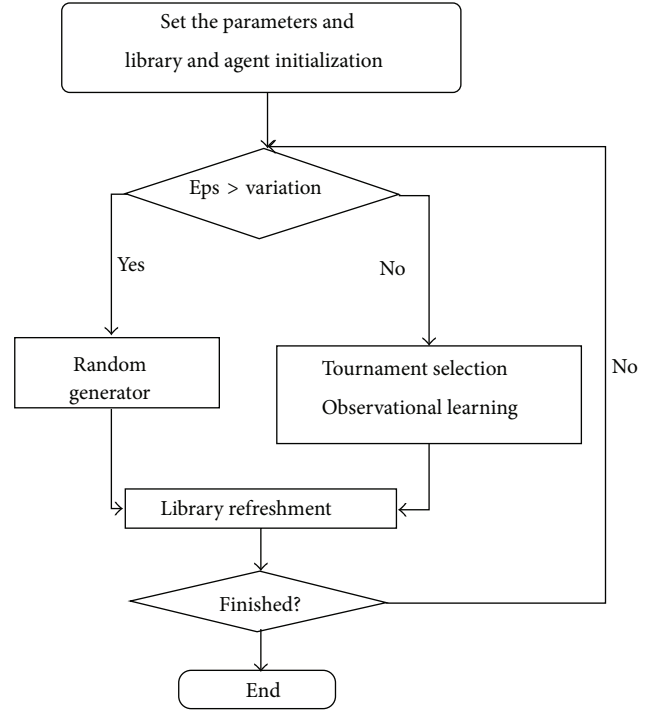 Set the parameters and
library and agent initialization
Eps > variation
Yes
No
Random
generator
Tournament selection
Observational learning
No
Library refreshment
Finished?
End